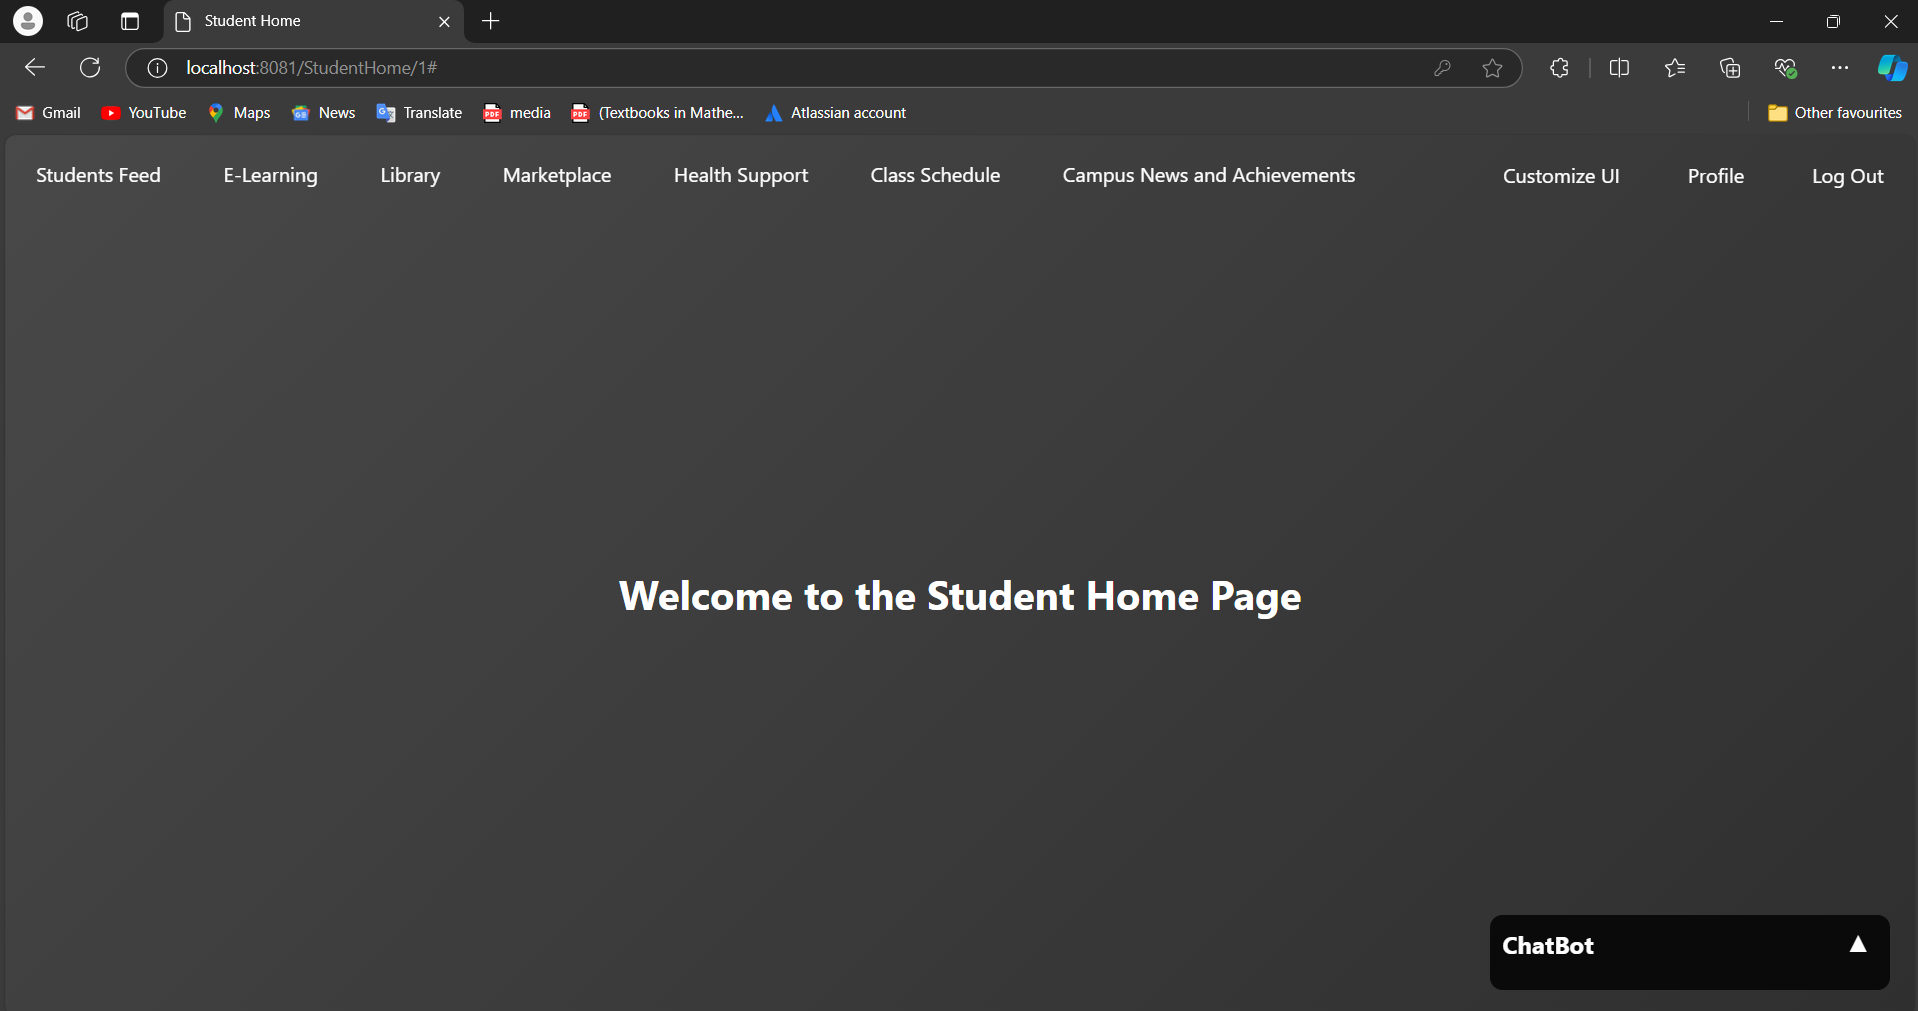 Student Home
localhost:8081/StudentHome/1#
Gmail YouTube Maps News Translate media (Textbooks in Mathe... Atlassian account Other favourites
Students Feed E-Learning Library Marketplace Health Support Class Schedule Campus News and Achievements Customize UI Profile Log Out
Welcome to the Student Home Page
ChatBot